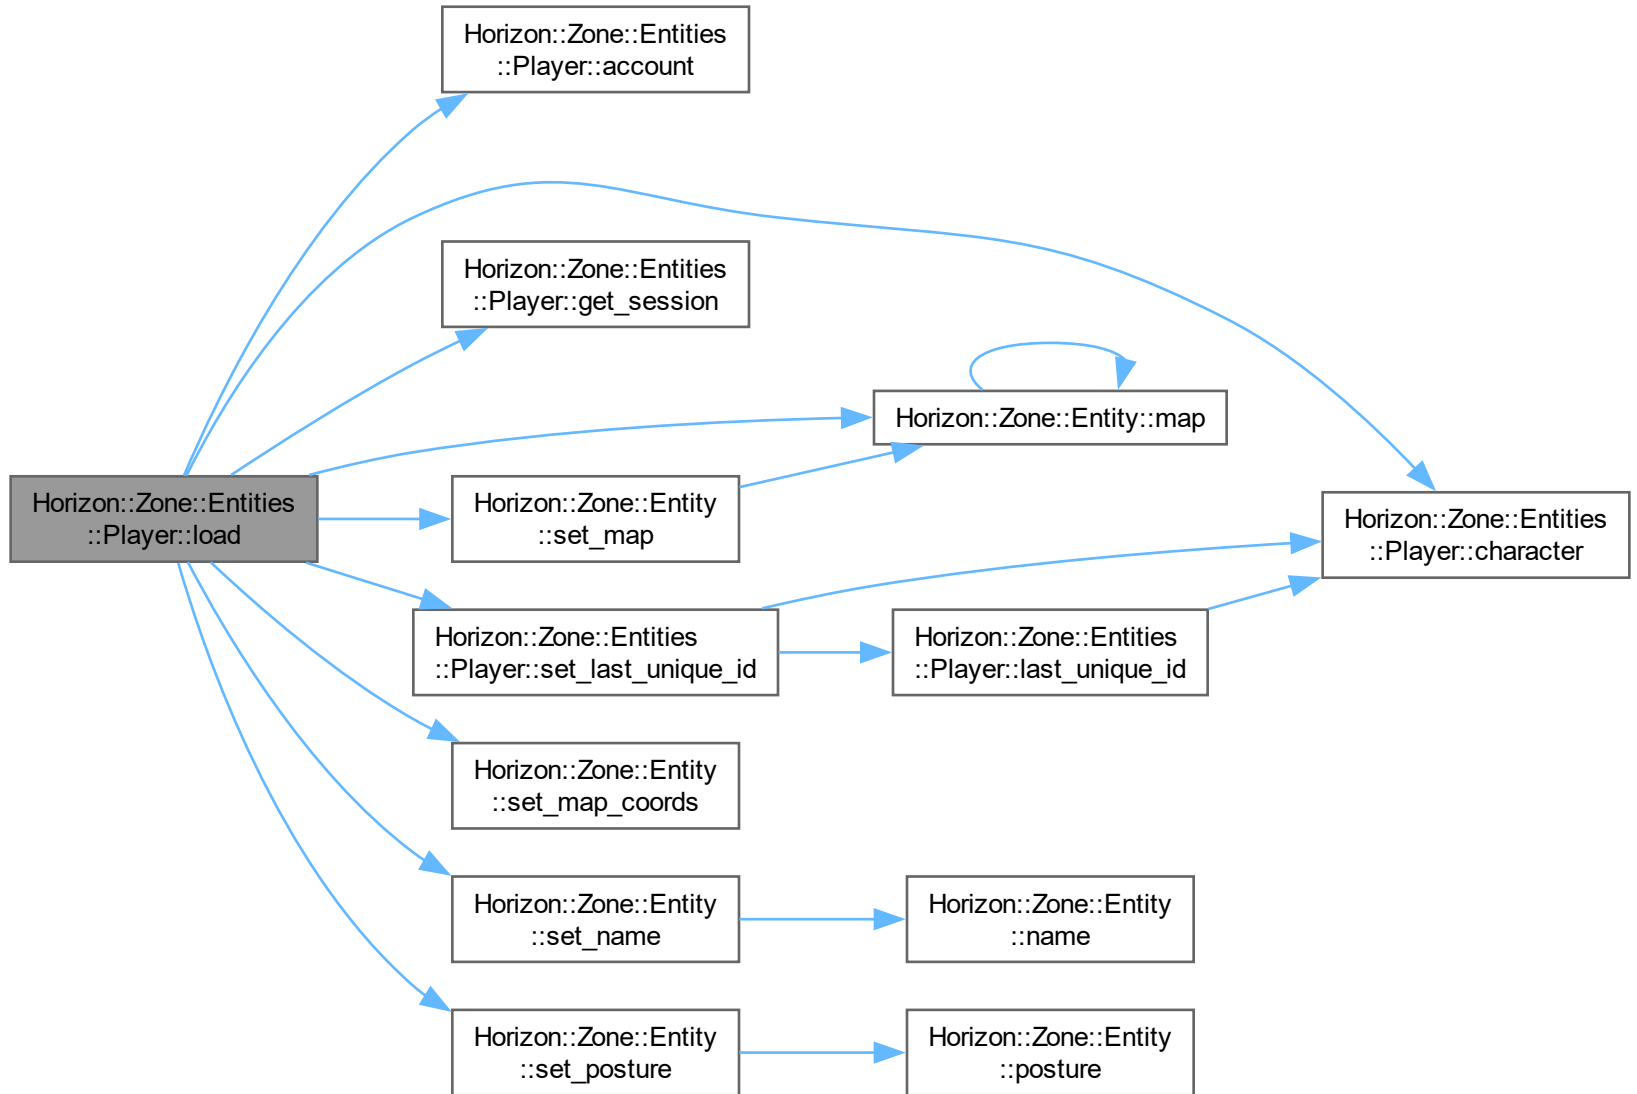 Horizon::Zone::Entities
::Player::account
Horizon::Zone::Entities
::Player::get_session
Horizon::Zone::Entity::map
Horizon::Zone::Entities
::Player::load
Horizon::Zone::Entity
::set_map
Horizon::Zone::Entities
::Player::character
Horizon::Zone::Entities
::Player::set_last_unique_id
Horizon::Zone::Entities
::Player::last_unique_id
Horizon::Zone::Entity
::set_map_coords
Horizon::Zone::Entity
::set_name
Horizon::Zone::Entity
::name
Horizon::Zone::Entity
::set_posture
Horizon::Zone::Entity
::posture